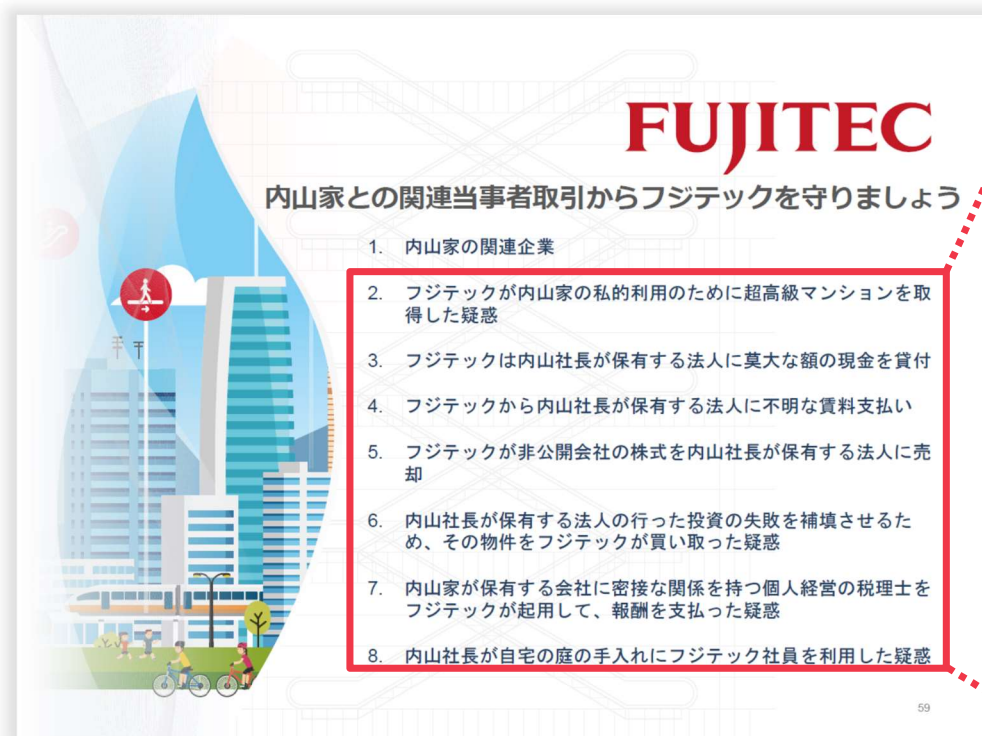 FUJITEC
内山家との関連当事者取引からフジテックを守りましょう
1. 内山家の関連企業
2. フジテックが内山家の私的利用のために超高級マンションを取
得した疑惑
3. フジテックは内山社長が保有する法人に莫大な額の現金を貸付
4. フジテックから内山社長が保有する法人に不明な賃料支払い
5. フジテックが非公開会社の株式を内山社長が保有する法人に売
却
6. 内山社長が保有する法人の行った投資の失敗を補填させるた
め、その物件をフジテックが買い取った疑惑
7. 内山家が保有する会社に密接な関係を持つ個人経営の税理士を
フジテックが起用して、報酬を支払った疑惑
8. 内山社長が自宅の庭の手入れにフジテック社員を利用した疑惑
59